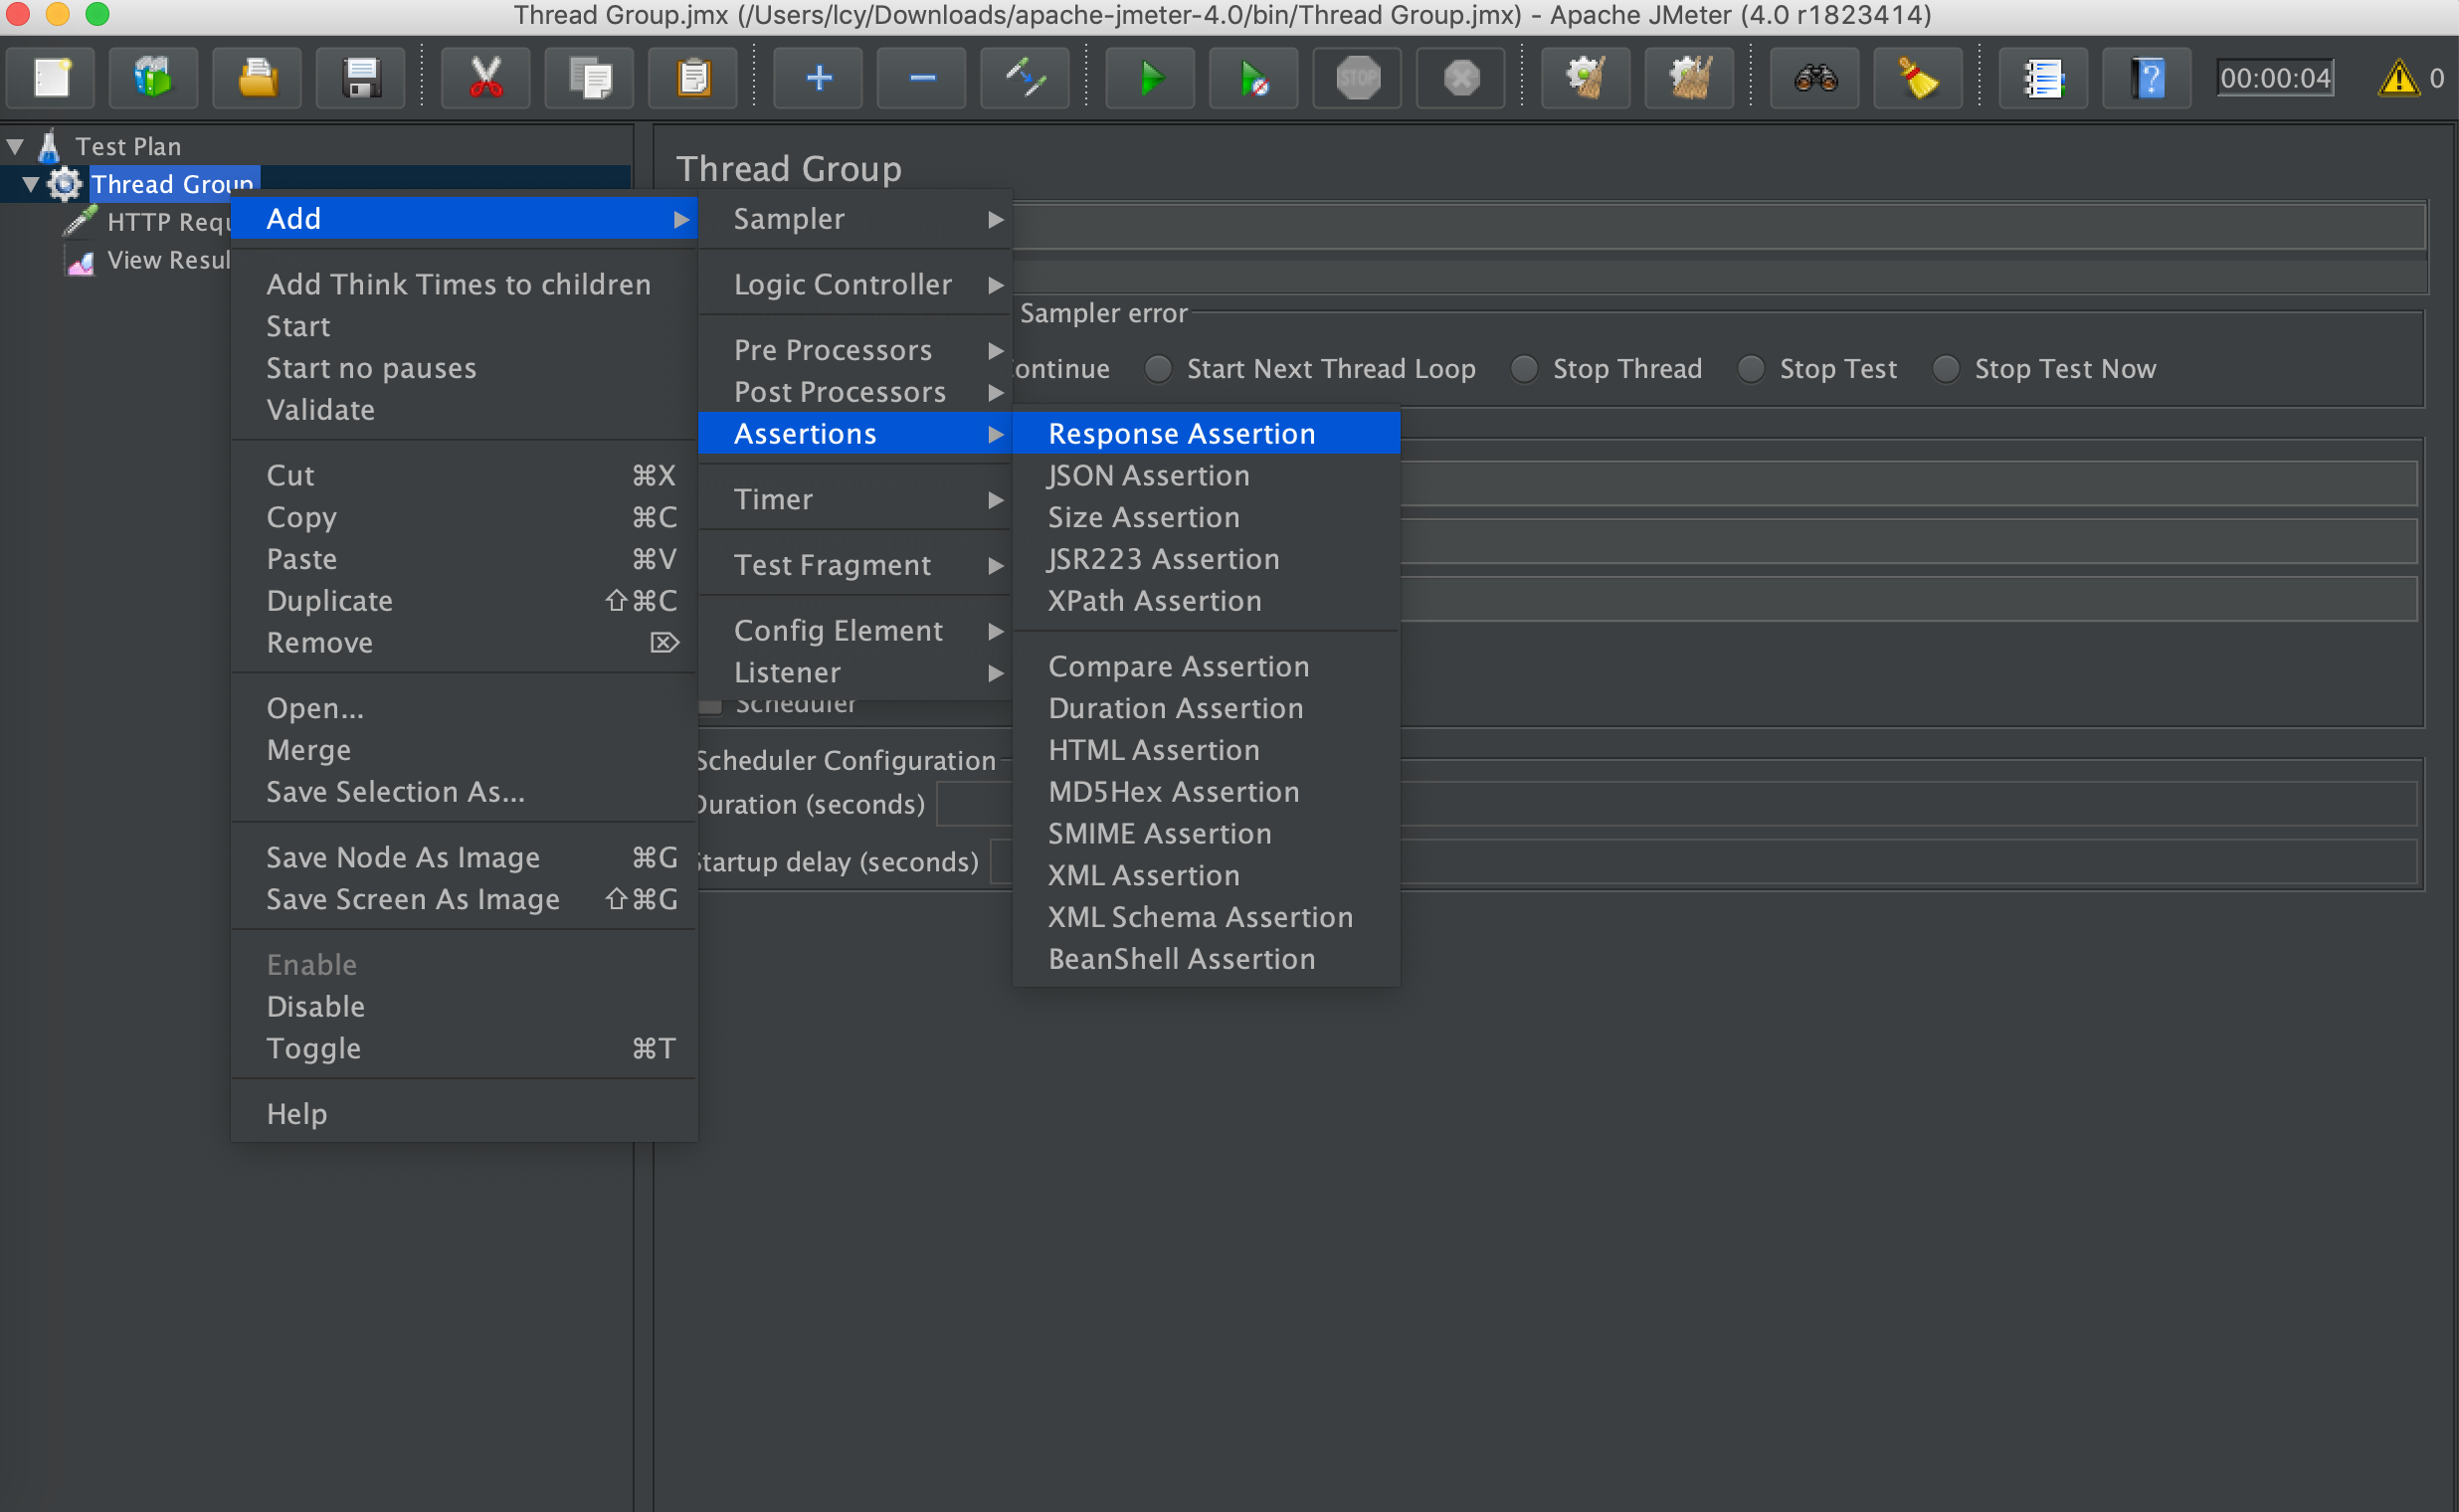 Thread Group.jmx (/Users/lcy/Downloads/apache-jmeter-4.0/bin/Thread Group.jmx) - Apache JMeter (4.0 r1823414)
STOP
00:00:04
0
Test Plan
Thread Group
HTTP Requ
View Resul
Add
Add Think Times to children
Start
Start no pauses
Validate
Cut ⌘X
Copy ⌘C
Paste ⌘V
Duplicate ⇧⌘C
Remove ⌦
Open...
Merge
Save Selection As...
Save Node As Image ⌘G
Save Screen As Image ⇧⌘G
Enable
Disable
Toggle ⌘T
Help
Sampler
Logic Controller
Pre Processors
Post Processors
Assertions
Timer
Test Fragment
Config Element
Listener
Response Assertion
JSON Assertion
Size Assertion
JSR223 Assertion
XPath Assertion
Compare Assertion
Duration Assertion
HTML Assertion
MD5Hex Assertion
SMIME Assertion
XML Assertion
XML Schema Assertion
BeanShell Assertion
Thread Group
Sampler error
ontinue Start Next Thread Loop Stop Thread Stop Test Stop Test Now
Scheduler
Scheduler Configuration
Duration (seconds)
Startup delay (seconds)